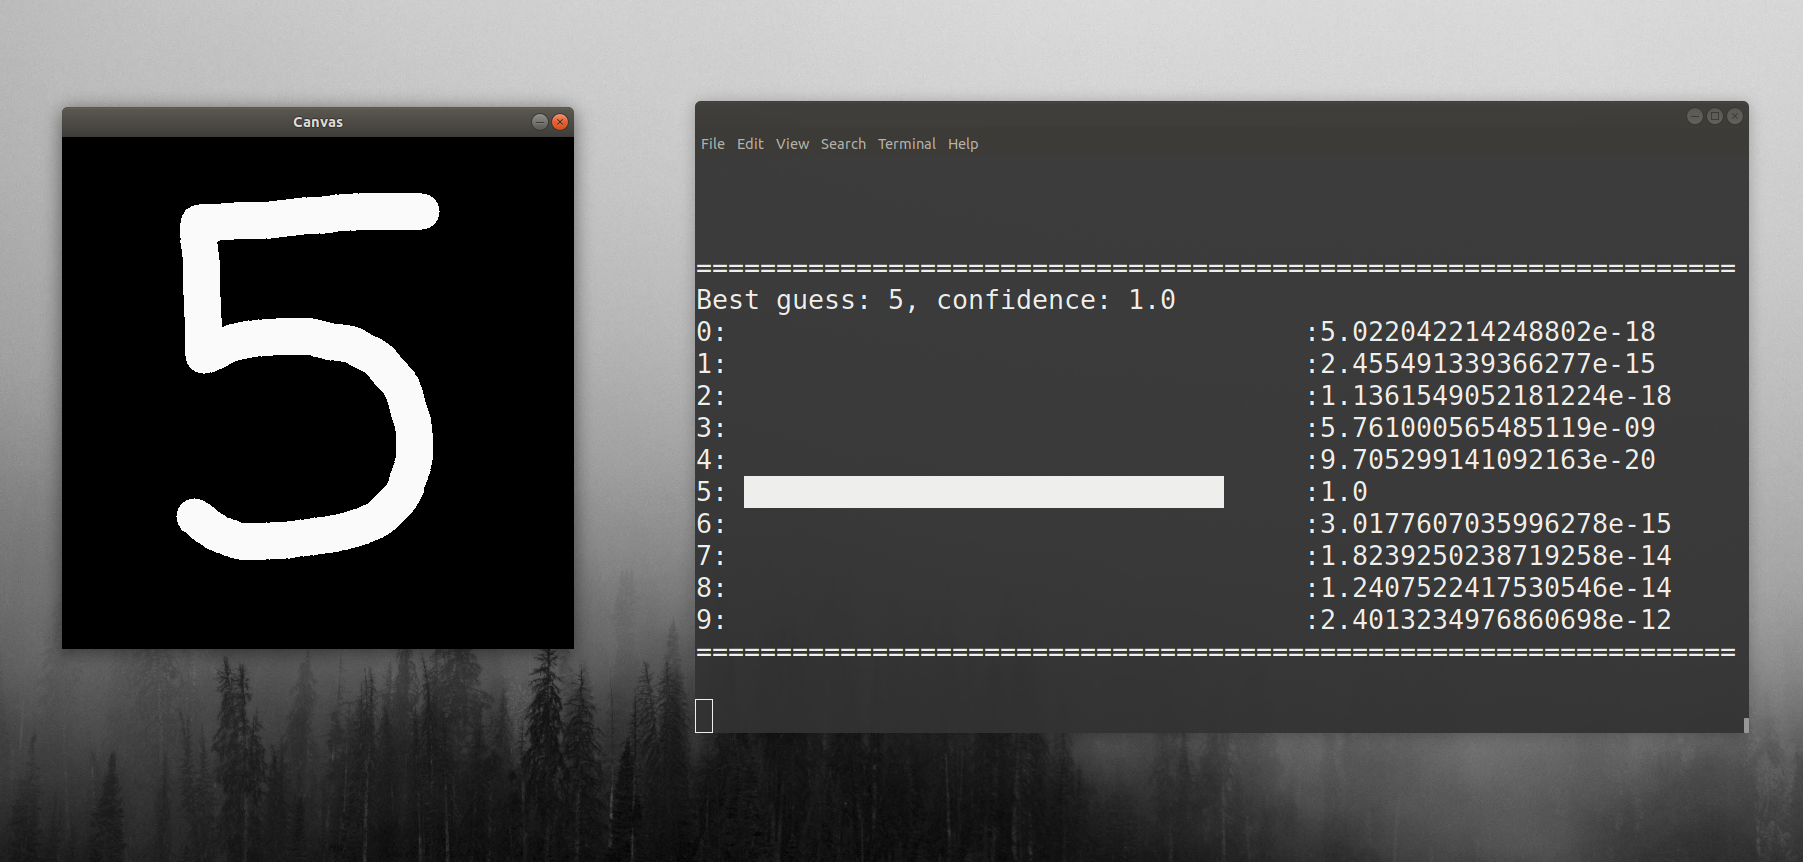 Canvas
5
File Edit View Search Terminal Help
=================================================================
Best guess: 5, confidence: 1.0
0: :5.022042214248802e-18
1: :2.455491339366277e-15
2: :1.1361549052181224e-18
3: :5.761000565485119e-09
4: :9.705299141092163e-20
5: :1.0
6: :3.0177607035996278e-15
7: :1.8239250238719258e-14
8: :1.2407522417530546e-14
9: :2.4013234976860698e-12
=================================================================